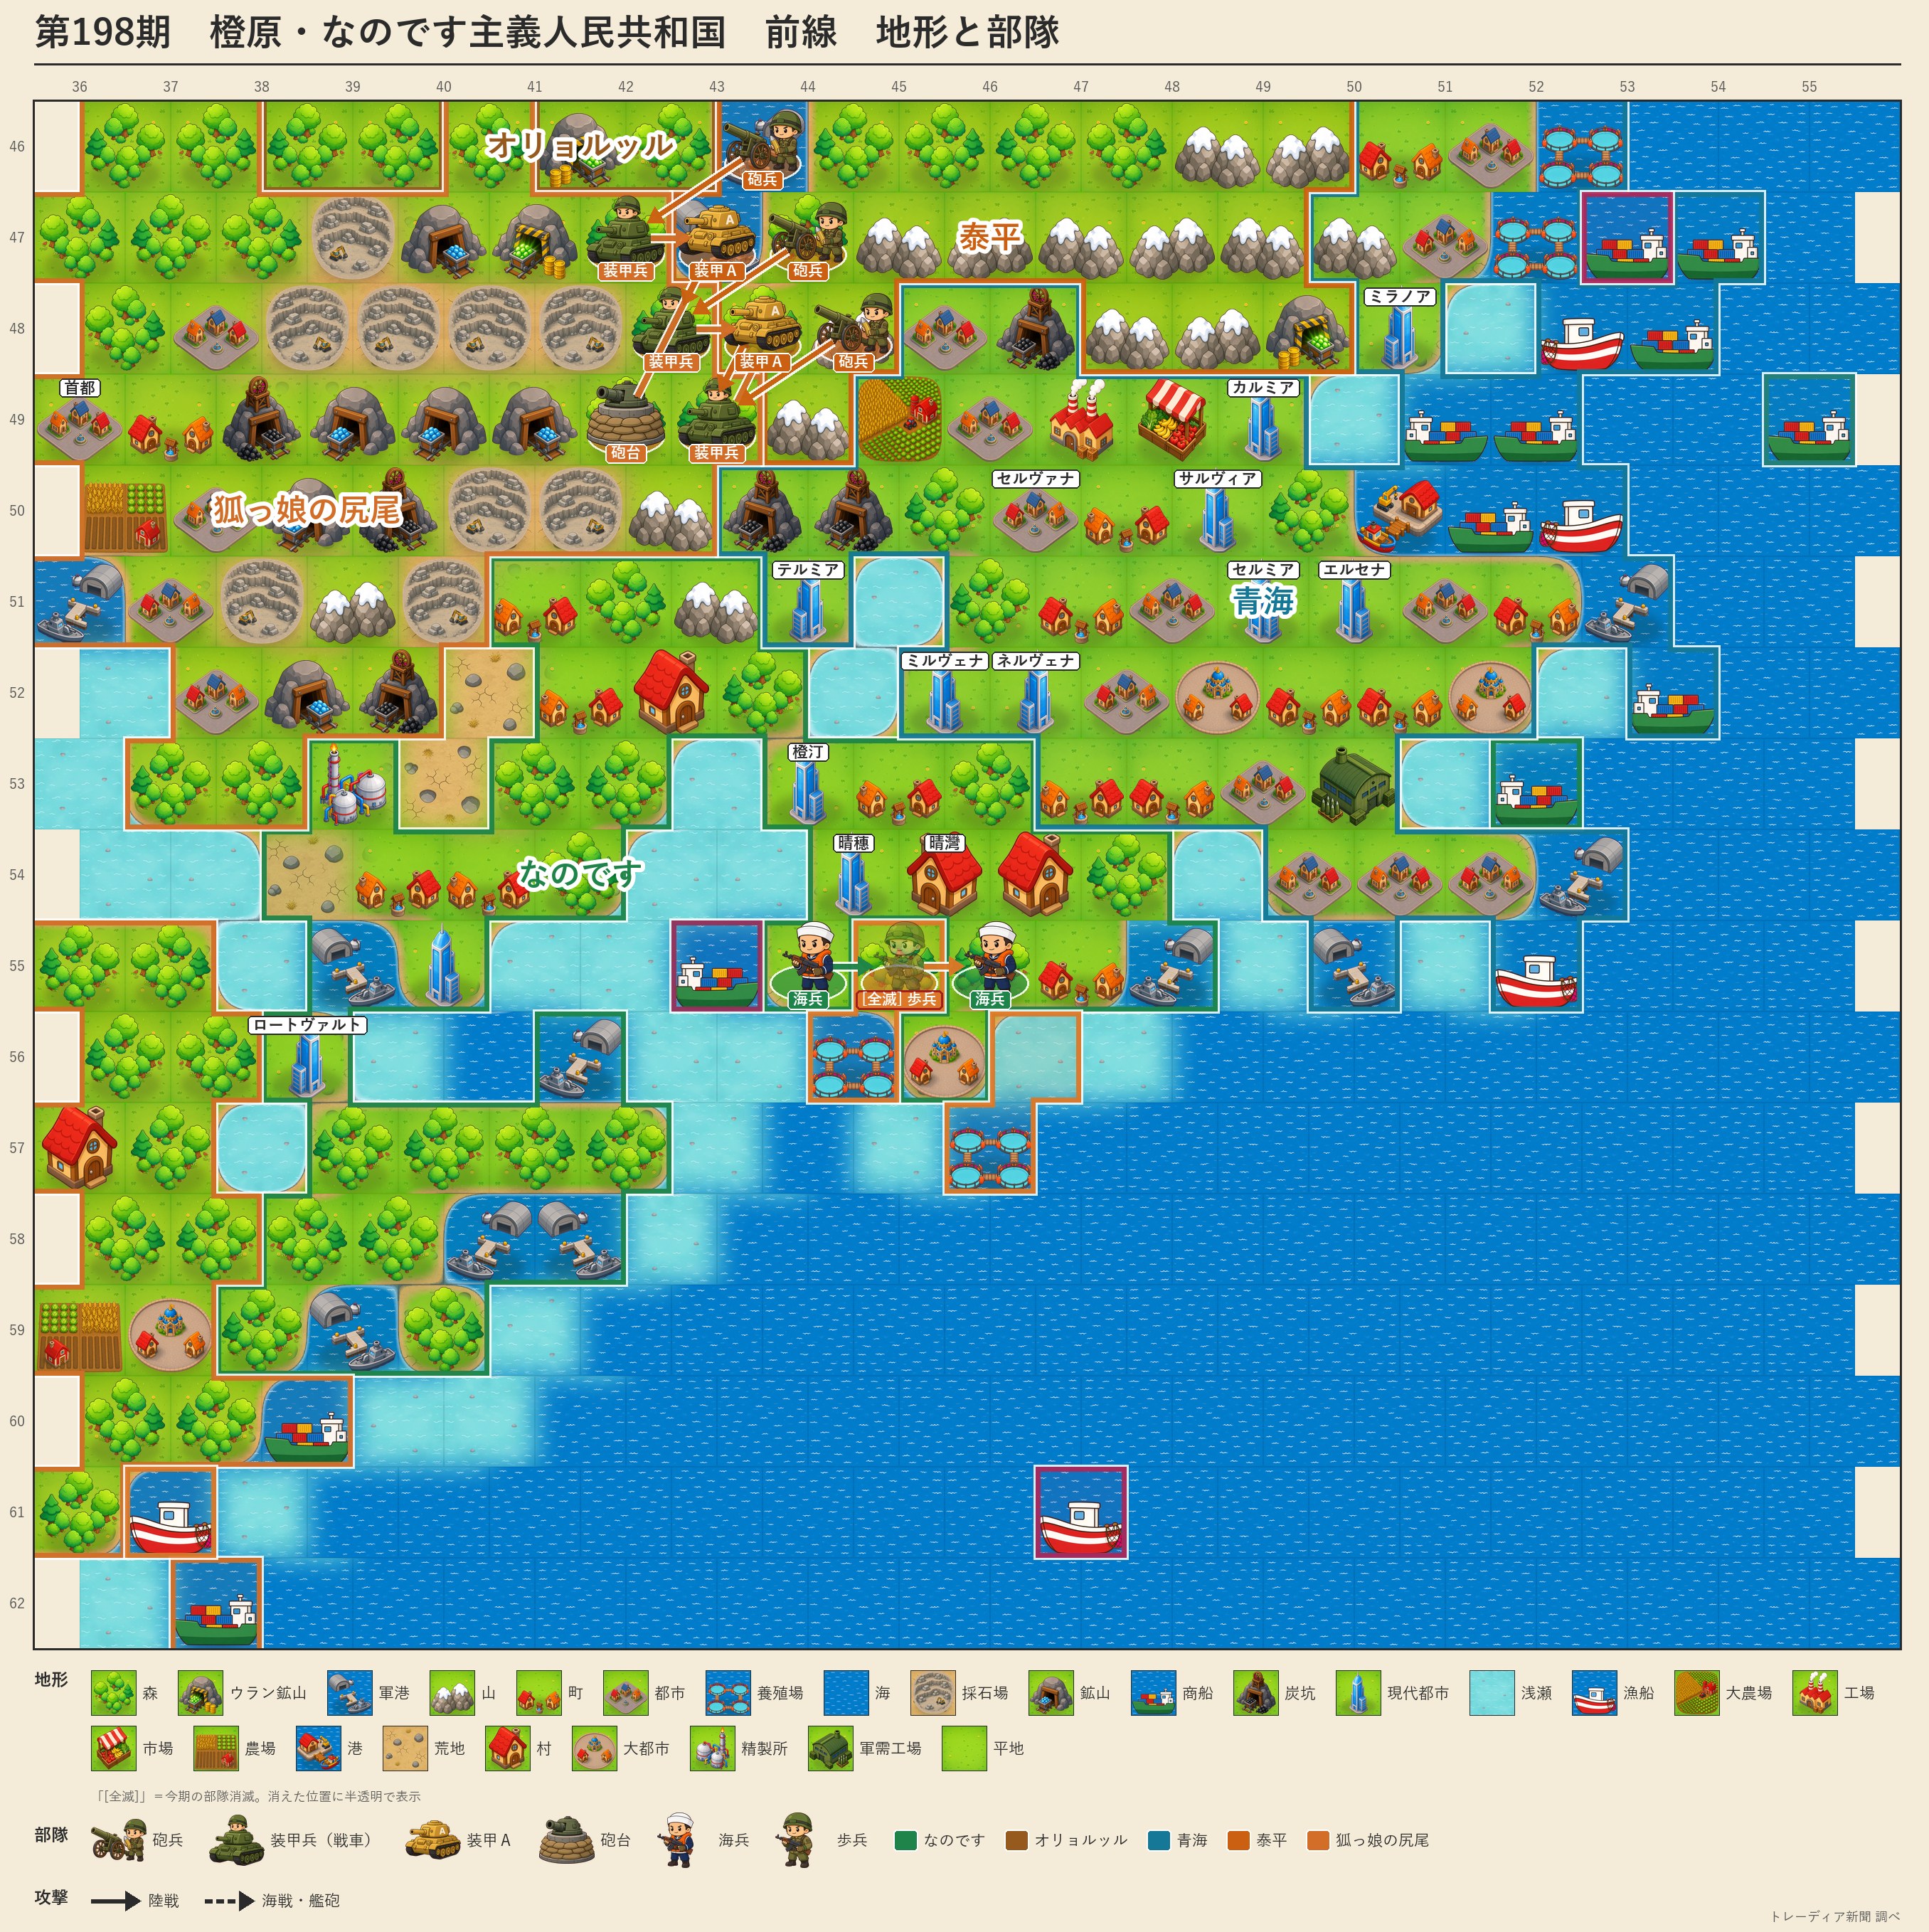 第198期　橙原・なのです主義人民共和国　前線　地形と部隊
36 37 38 39 40 41 42 43 44 45 46 47 48 49 50 51 52 53 54 55
46
オリョルッル
砲兵
47
泰平
装甲兵
装甲A
砲兵
48
ミラノア
装甲兵
装甲A
砲兵
49
首都
カルミア
砲台
装甲兵
50
狐っ娘の尻尾
セルヴァナ
サルヴィア
51
テルミア
セルミア
エルセナ
青海
52
ミルヴェナ
ネルヴェナ
53
橙汀
54
なのです
晴穂
晴灣
55
海兵
[全滅] 歩兵
海兵
56
ロートヴァルト
57
58
59
60
61
62
地形 森 ウラン鉱山 軍港 山 町 都市 養殖場 海 採石場 鉱山 商船 炭坑 現代都市 浅瀬 漁船 大農場 工場
市場 農場 港 荒地 村 大都市 精製所 軍需工場 平地
「[全滅]」＝今期の部隊消滅。消えた位置に半透明で表示
部隊 砲兵 装甲兵（戦車） 装甲A 砲台 海兵 歩兵 なのです オリョルッル 青海 泰平 狐っ娘の尻尾
攻撃 陸戦 海戦・艦砲
トレーディア新聞 調べ